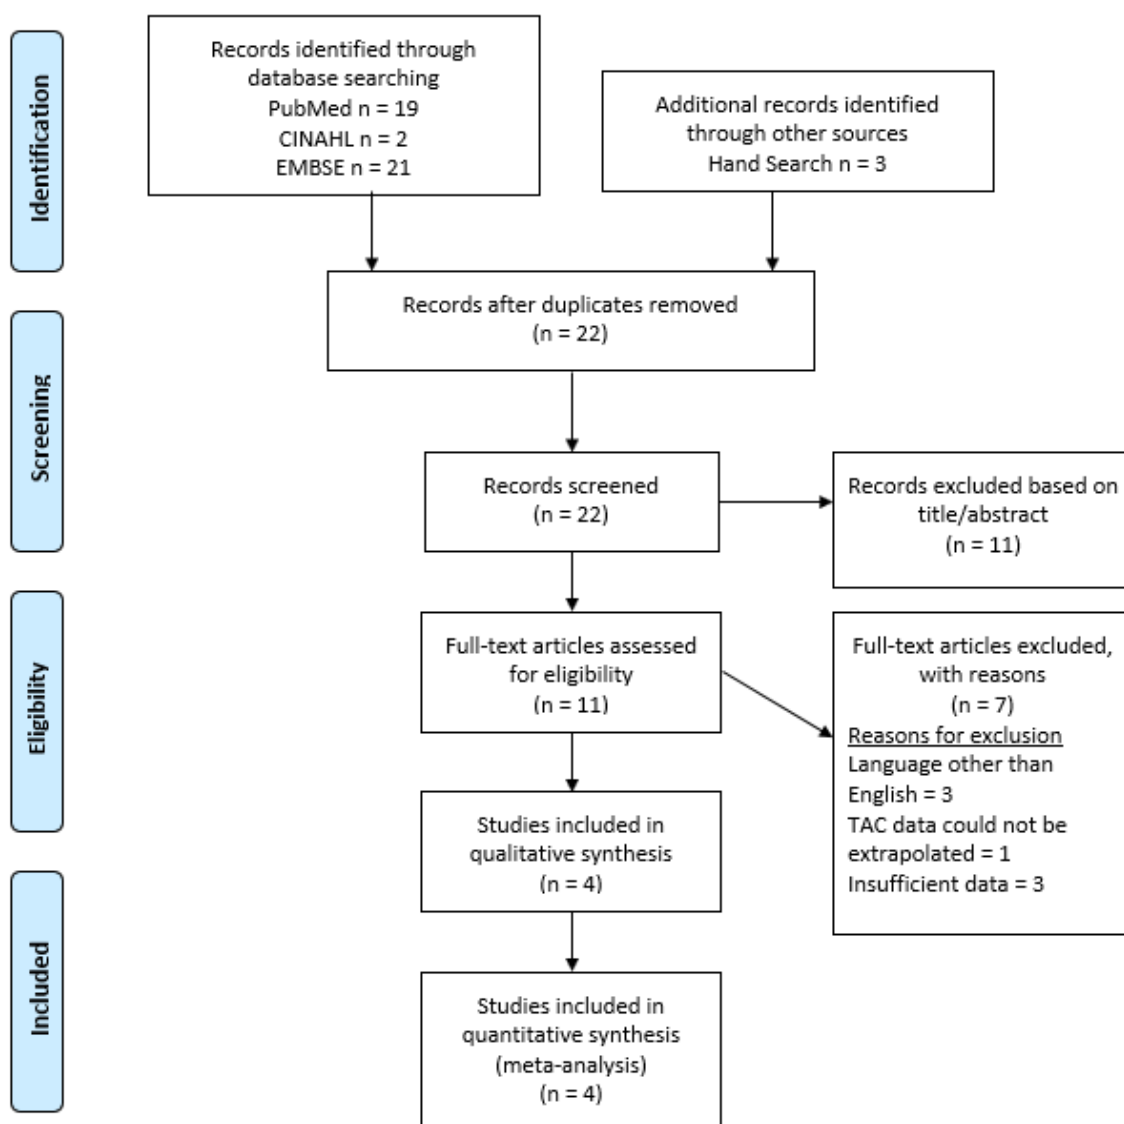 Identification
Records identified through
database searching
PubMed n = 19
CINAHL n = 2
EMBSE n = 21
Additional records identified
through other sources
Hand Search n = 3
Records after duplicates removed
(n = 22)
Screening
Records screened
(n = 22)
Records excluded based on
title/abstract
(n = 11)
Eligibility
Full-text articles assessed
for eligibility
(n = 11)
Full-text articles excluded,
with reasons
(n = 7)
Reasons for exclusion
Language other than
English = 3
TAC data could not be
extrapolated = 1
Insufficient data = 3
Studies included in
qualitative synthesis
(n = 4)
Included
Studies included in
quantitative synthesis
(meta-analysis)
(n = 4)